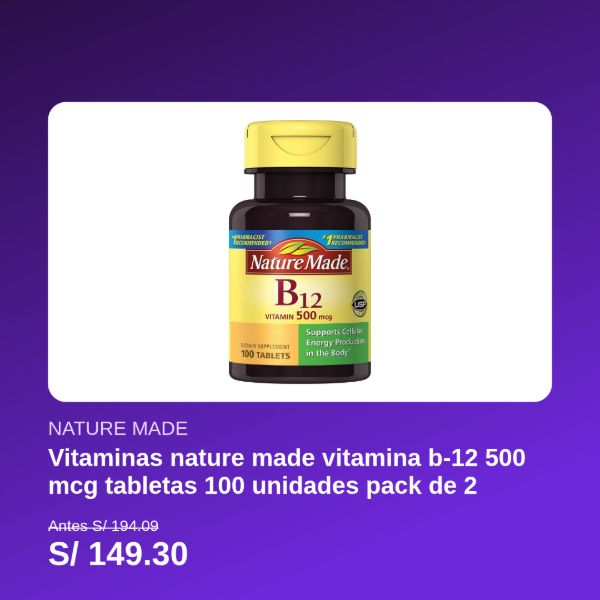 #1 PHARMACIST
RECOMMENDED
#1 PHARMACIST
RECOMMENDED
Nature Made
B12
VITAMIN 500 mcg
USP
Supports Cellular
Energy Production
in the Body
DIETARY SUPPLEMENT
100 TABLETS
NATURE MADE
Vitaminas nature made vitamina b-12 500
mcg tabletas 100 unidades pack de 2
Antes S/ 194.09
S/ 149.30